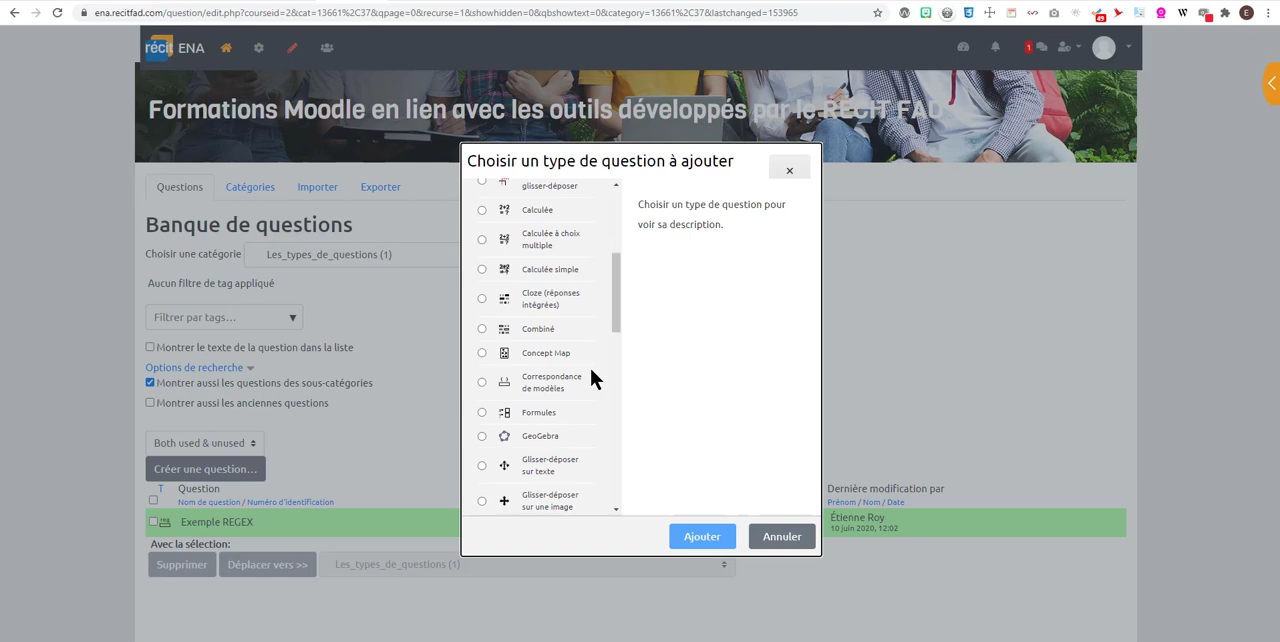 ena.recitfad.com/question/edit.php?courseid=2&cat=13661%2C37&qpage=0&recurse=1&showhidden=0&qbshowtext=0&category=13661%2C37&lastchanged=153965
49
E
récit ENA
1
Formations Moodle en lien avec les outils développés par le RÉCIT FAD
Questions Catégories Importer Exporter
Banque de questions
Choisir une catégorie Les_types_de_questions (1)
Aucun filtre de tag appliqué
Filtrer par tags…
Montrer le texte de la question dans la liste
Options de recherche
Montrer aussi les questions des sous-catégories
Montrer aussi les anciennes questions
Both used & unused
Créer une question…
T Question
Nom de question / Numéro d'identification
Exemple REGEX
Avec la sélection:
Supprimer Déplacer vers >> Les_types_de_questions (1)
Dernière modification par
Prénom / Nom / Date
Étienne Roy
10 juin 2020, 12:02
Choisir un type de question à ajouter
×
glisser-déposer
Calculée
Calculée à choix
multiple
Calculée simple
Cloze (réponses
intégrées)
Combiné
Concept Map
Correspondance
de modèles
Formules
GeoGebra
Glisser-déposer
sur texte
Glisser-déposer
sur une image
Choisir un type de question pour
voir sa description.
Ajouter Annuler